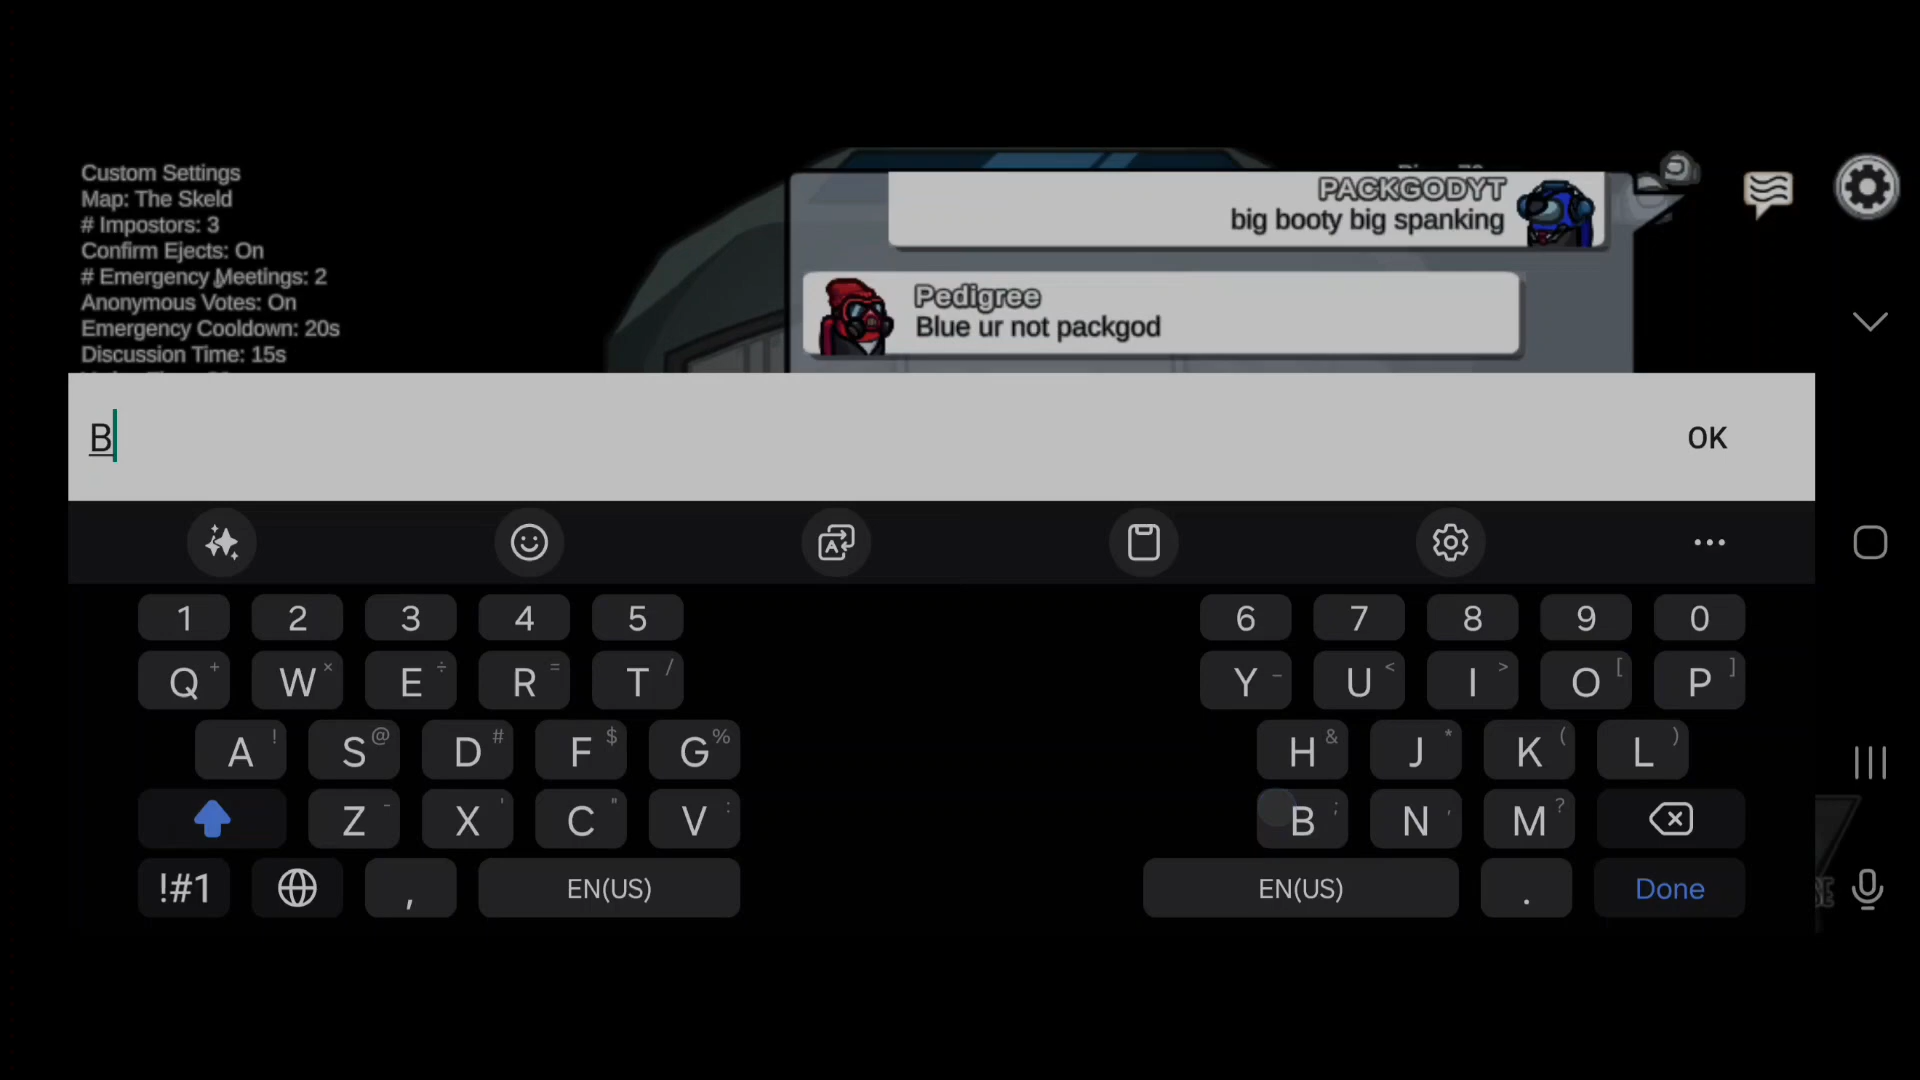 Custom Settings
Map: The Skeld
# Impostors: 3
Confirm Ejects: On
# Emergency Meetings: 2
Anonymous Votes: On
Emergency Cooldown: 20s
Discussion Time: 15s
PACKGODYT
big booty big spanking
Pedigree
Blue ur not packgod
B
OK
1 2 3 4 5 6 7 8 9 0
Q + W × E ÷ R = T / Y - U < I > O [ P ]
A ! S @ D # F $ G % H & J * K ( L )
Z - X ' C " V : B ; N , M ?
!#1 , EN(US) EN(US) . Done